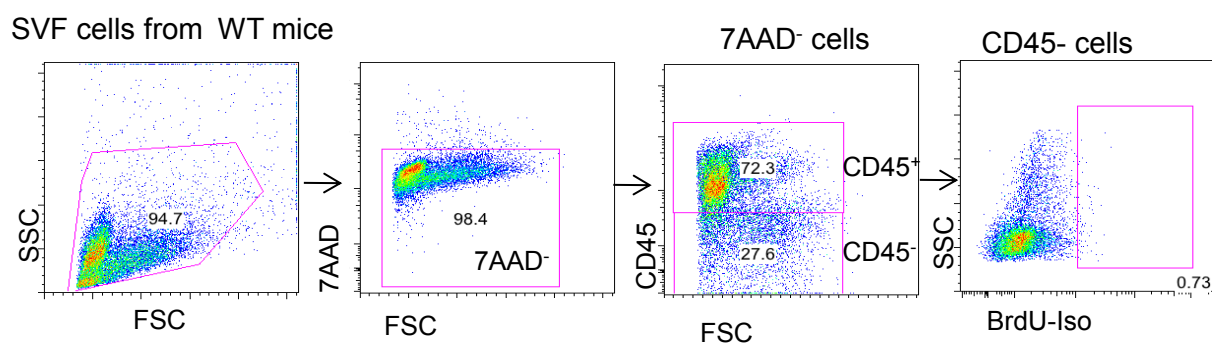 SVF cells from WT mice
7AAD⁻ cells
CD45- cells
SSC
94.7
FSC
7AAD
98.4
7AAD⁻
FSC
CD45
72.3
CD45⁺
27.6
CD45⁻
FSC
SSC
0.73
BrdU-Iso